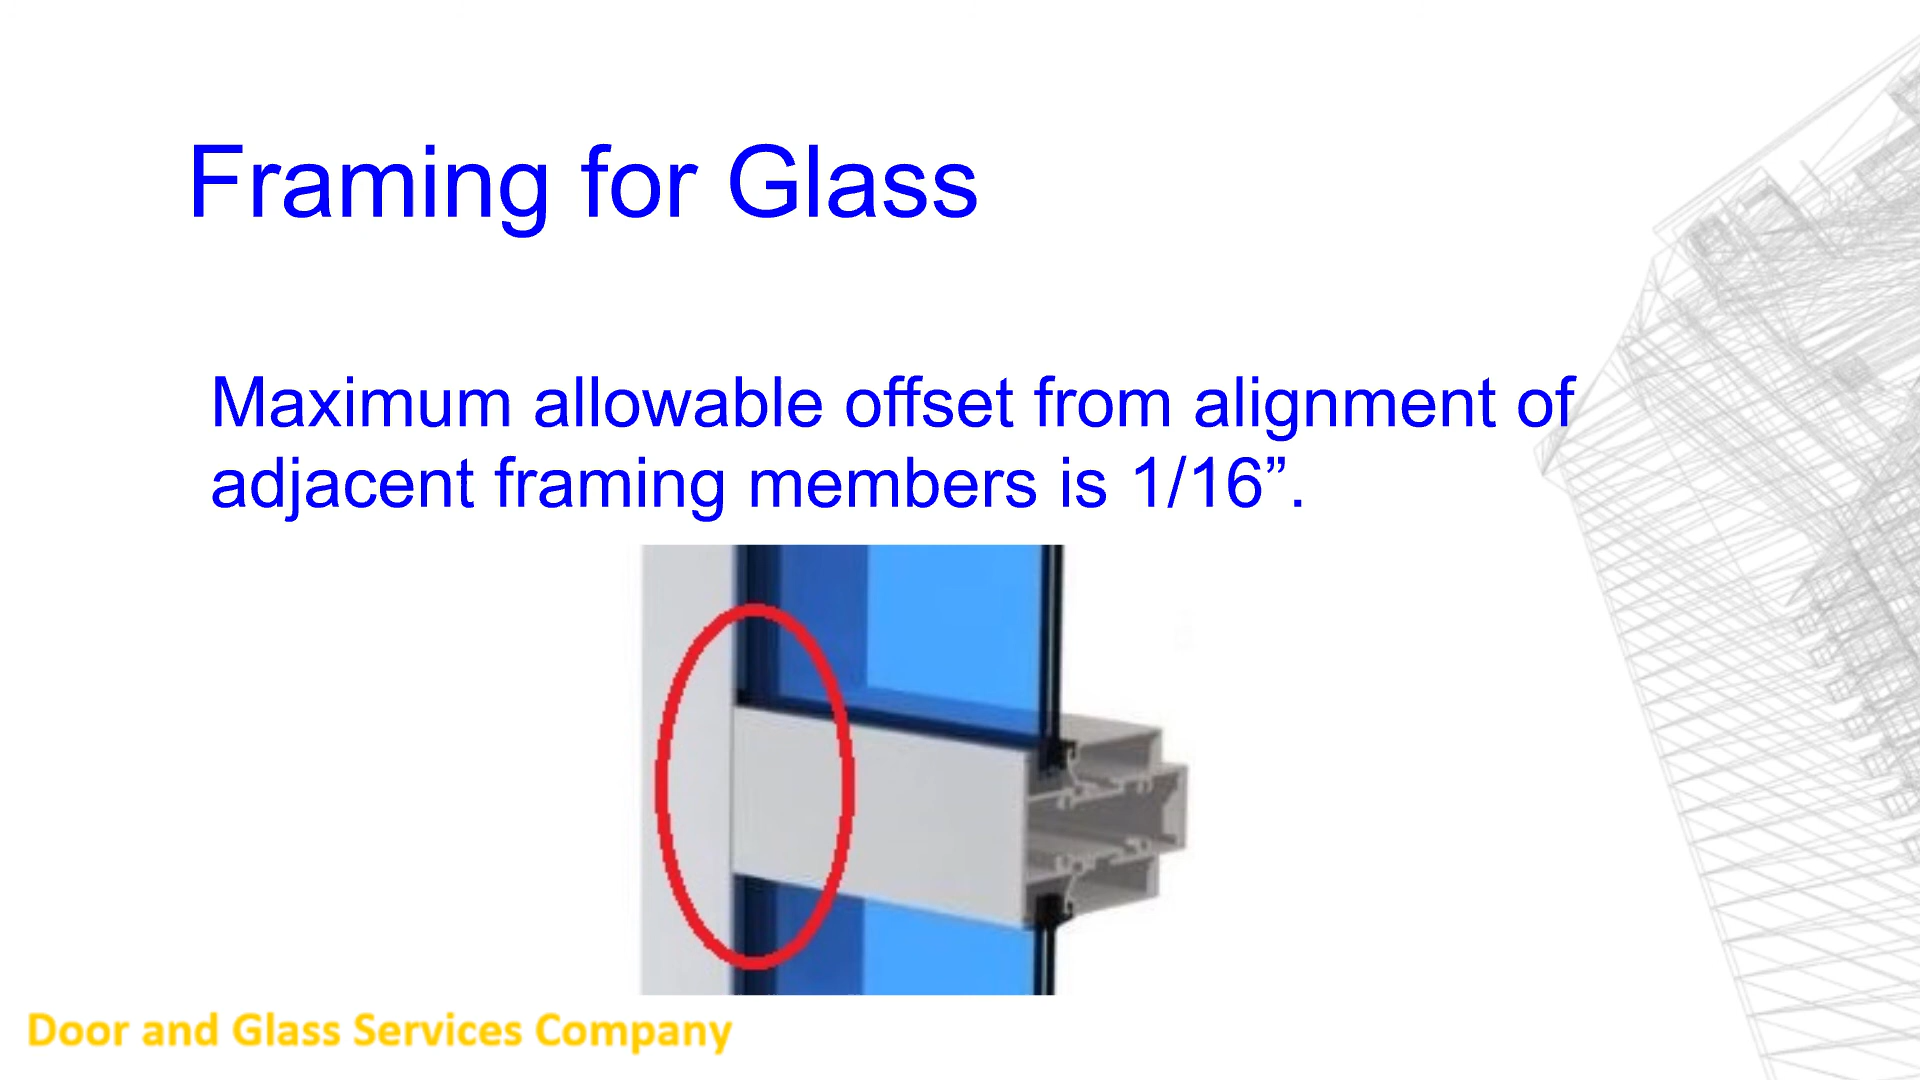 Framing for Glass
Maximum allowable offset from alignment of
adjacent framing members is 1/16”.
Door and Glass Services Company